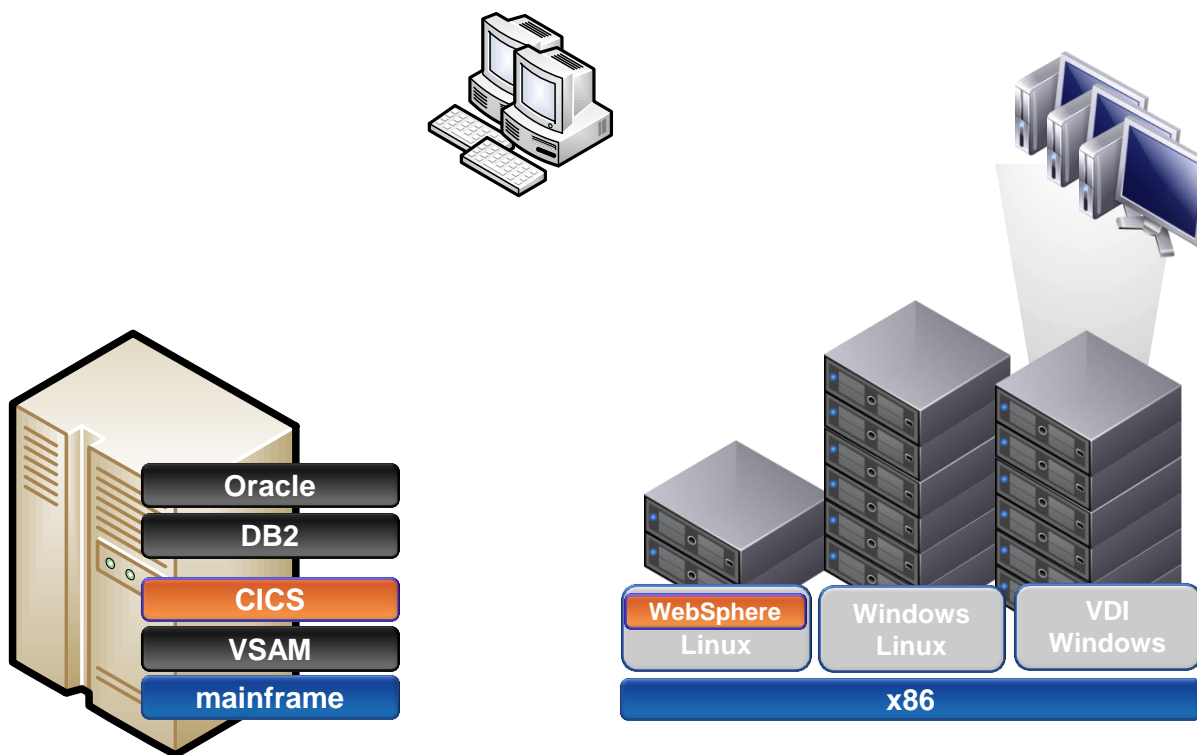 Oracle
DB2
CICS
VSAM
mainframe
WebSphere
Linux
Windows
Linux
VDI
Windows
x86